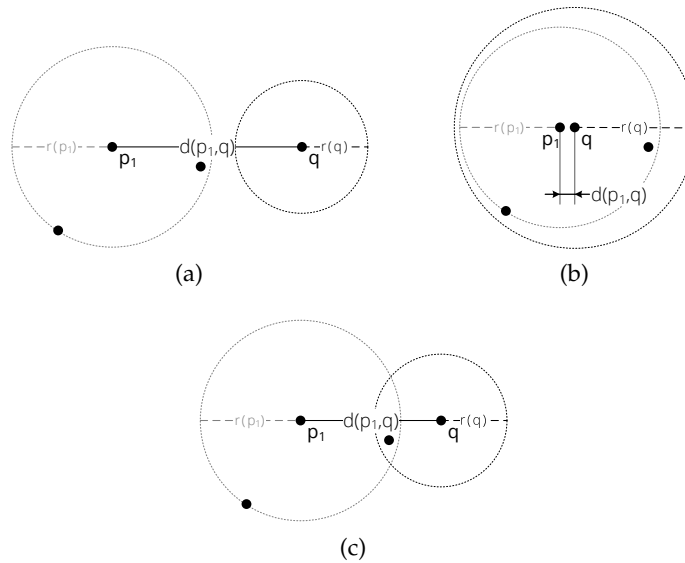 r(p₁) p₁ d(p₁,q) q r(q)
(a)
r(p₁) p₁ q r(q)
d(p₁,q)
(b)
r(p₁) p₁ d(p₁,q) q r(q)
(c)